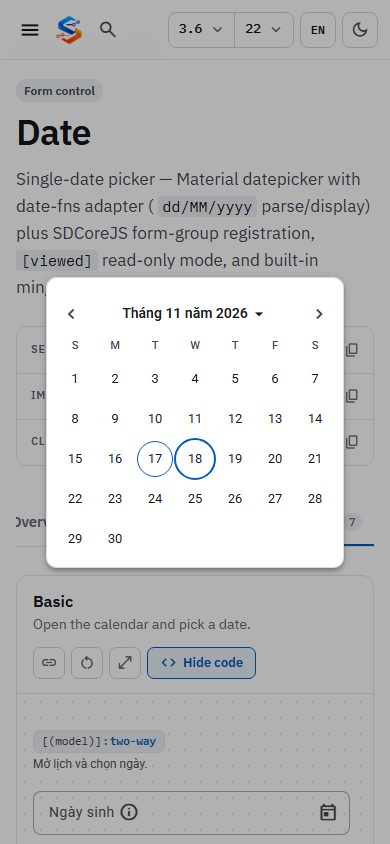 3.6
22
EN
Form control
Date
Single-date picker — Material datepicker with
date-fns adapter ( dd/MM/yyyy parse/display)
plus SDCoreJS form-group registration,
[viewed] read-only mode, and built-in
Tháng 11 năm 2026
S M T W T F S
1 2 3 4 5 6 7
8 9 10 11 12 13 14
15 16 17 18 19 20 21
22 23 24 25 26 27 28
29 30
7
Basic
Open the calendar and pick a date.
Hide code
[(model)]:two-way
Mở lịch và chọn ngày.
Ngày sinh